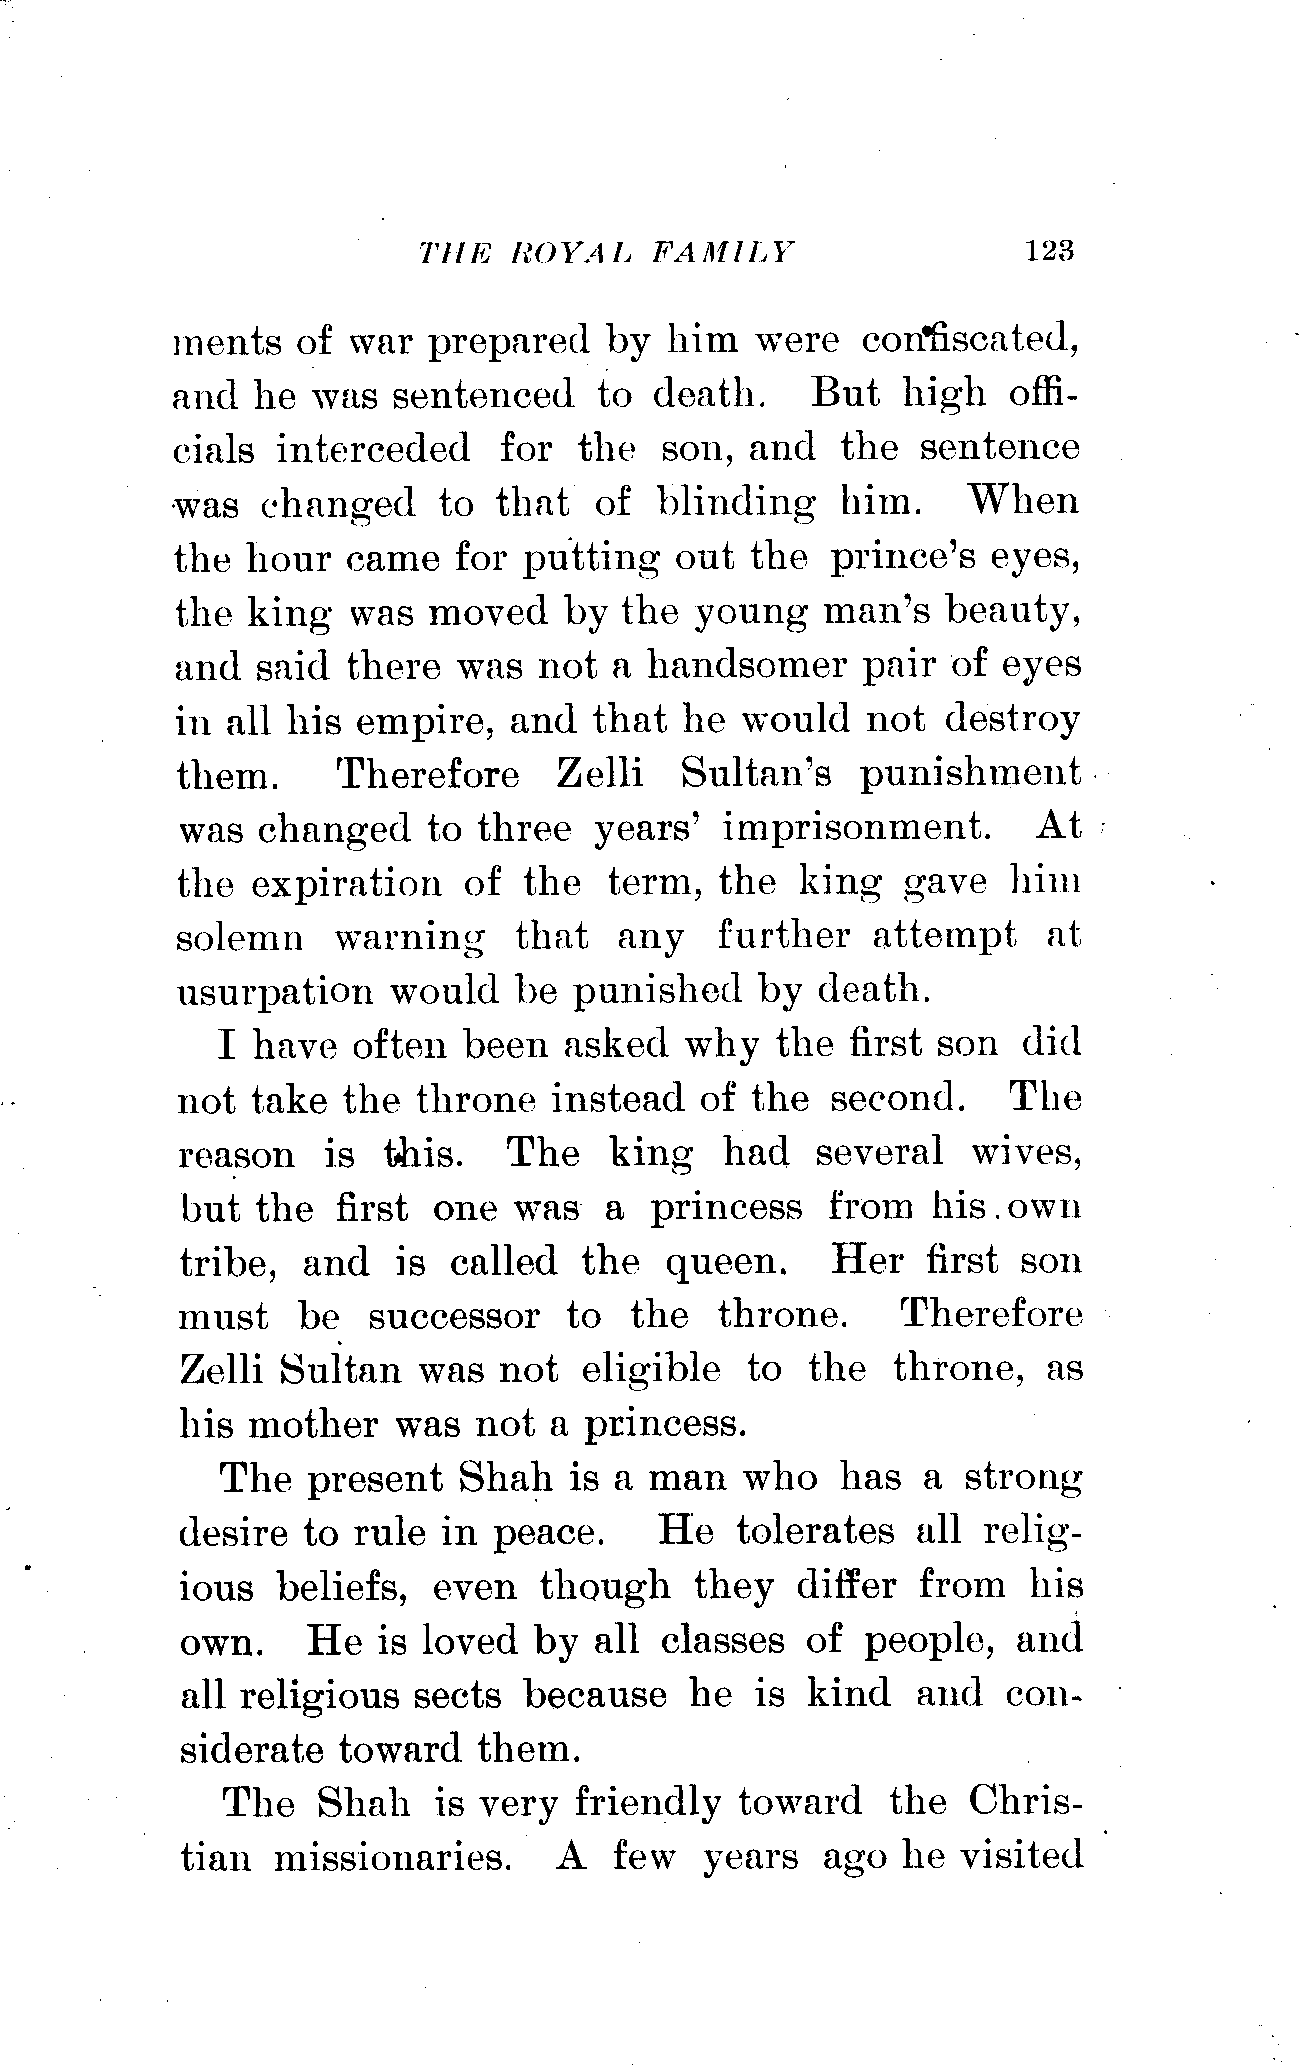 THE ROYAL FAMILY 123
ments of war prepared by him were confiscated,
and he was sentenced to death. But high offi-
cials interceded for the son, and the sentence
was changed to that of blinding him. When
the hour came for putting out the prince's eyes,
the king was moved by the young man's beauty,
and said there was not a handsomer pair of eyes
in all his empire, and that he would not destroy
them. Therefore Zelli Sultan's punishment
was changed to three years' imprisonment. At
the expiration of the term, the king gave him
solemn warning that any further attempt at
usurpation would be punished by death.
I have often been asked why the first son did
not take the throne instead of the second. The
reason is this. The king had several wives,
but the first one was a princess from his own
tribe, and is called the queen. Her first son
must be successor to the throne. Therefore
Zelli Sultan was not eligible to the throne, as
his mother was not a princess.
The present Shah is a man who has a strong
desire to rule in peace. He tolerates all relig-
ious beliefs, even though they differ from his
own. He is loved by all classes of people, and
all religious sects because he is kind and con-
siderate toward them.
The Shah is very friendly toward the Chris-
tian missionaries. A few years ago he visited